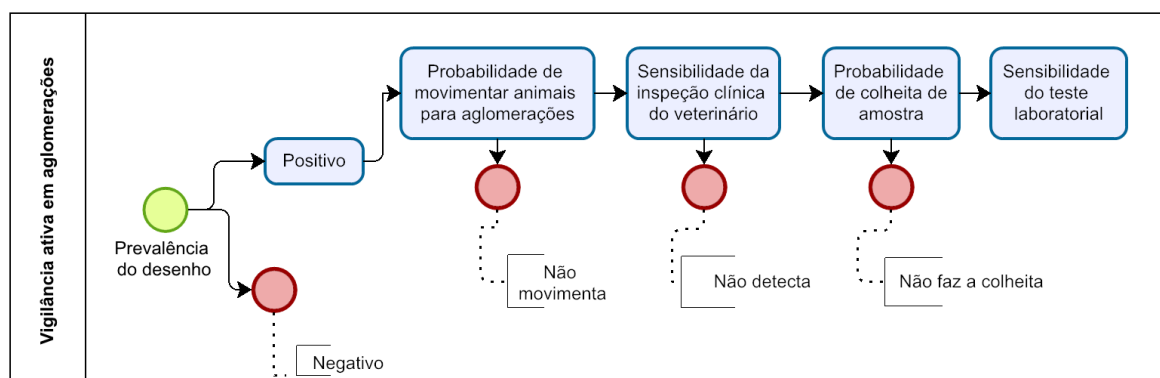 Vigilância ativa em aglomerações
Prevalência
do desenho
Positivo
Negativo
Probabilidade de
movimentar animais
para aglomerações
Não
movimenta
Sensibilidade da
inspeção clínica
do veterinário
Não detecta
Probabilidade
de colheita de
amostra
Não faz a colheita
Sensibilidade
do teste
laboratorial